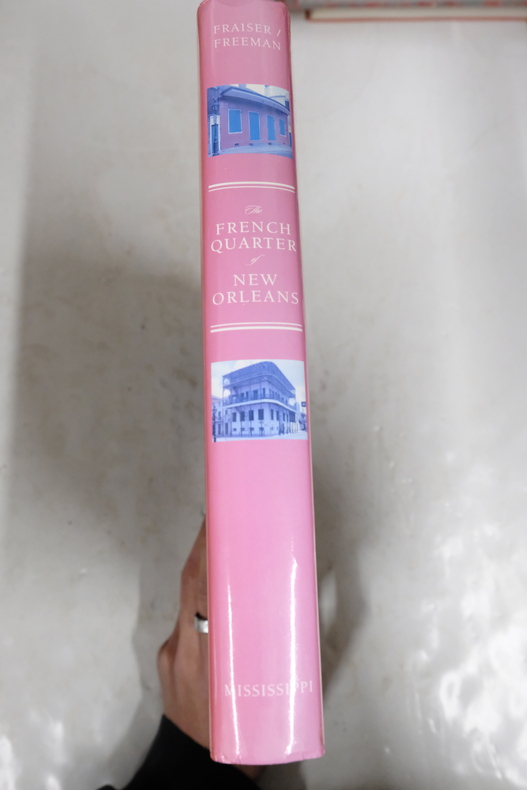 FRAISER /
FREEMAN
The
FRENCH
QUARTER
of
NEW
ORLEANS
MISSISSIPPI